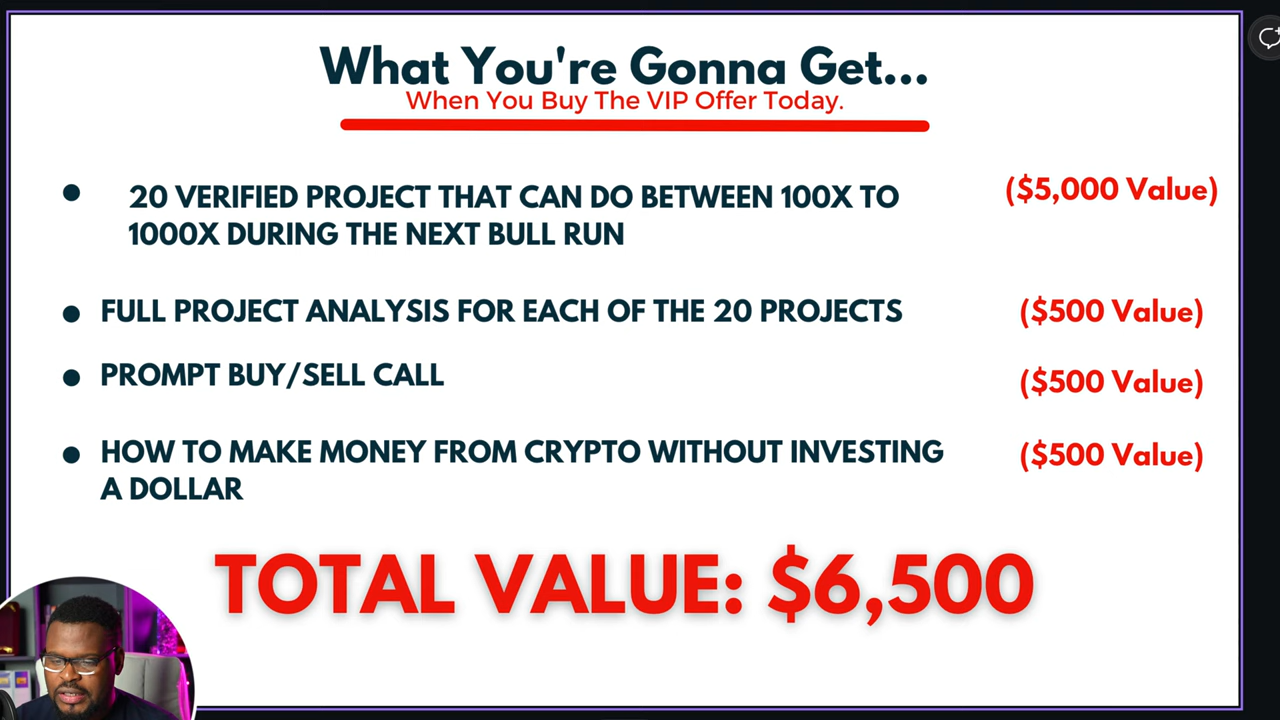 What You're Gonna Get...
When You Buy The VIP Offer Today.
• 20 VERIFIED PROJECT THAT CAN DO BETWEEN 100X TO ($5,000 Value)
1000X DURING THE NEXT BULL RUN
• FULL PROJECT ANALYSIS FOR EACH OF THE 20 PROJECTS ($500 Value)
• PROMPT BUY/SELL CALL ($500 Value)
• HOW TO MAKE MONEY FROM CRYPTO WITHOUT INVESTING ($500 Value)
A DOLLAR
TOTAL VALUE: $6,500